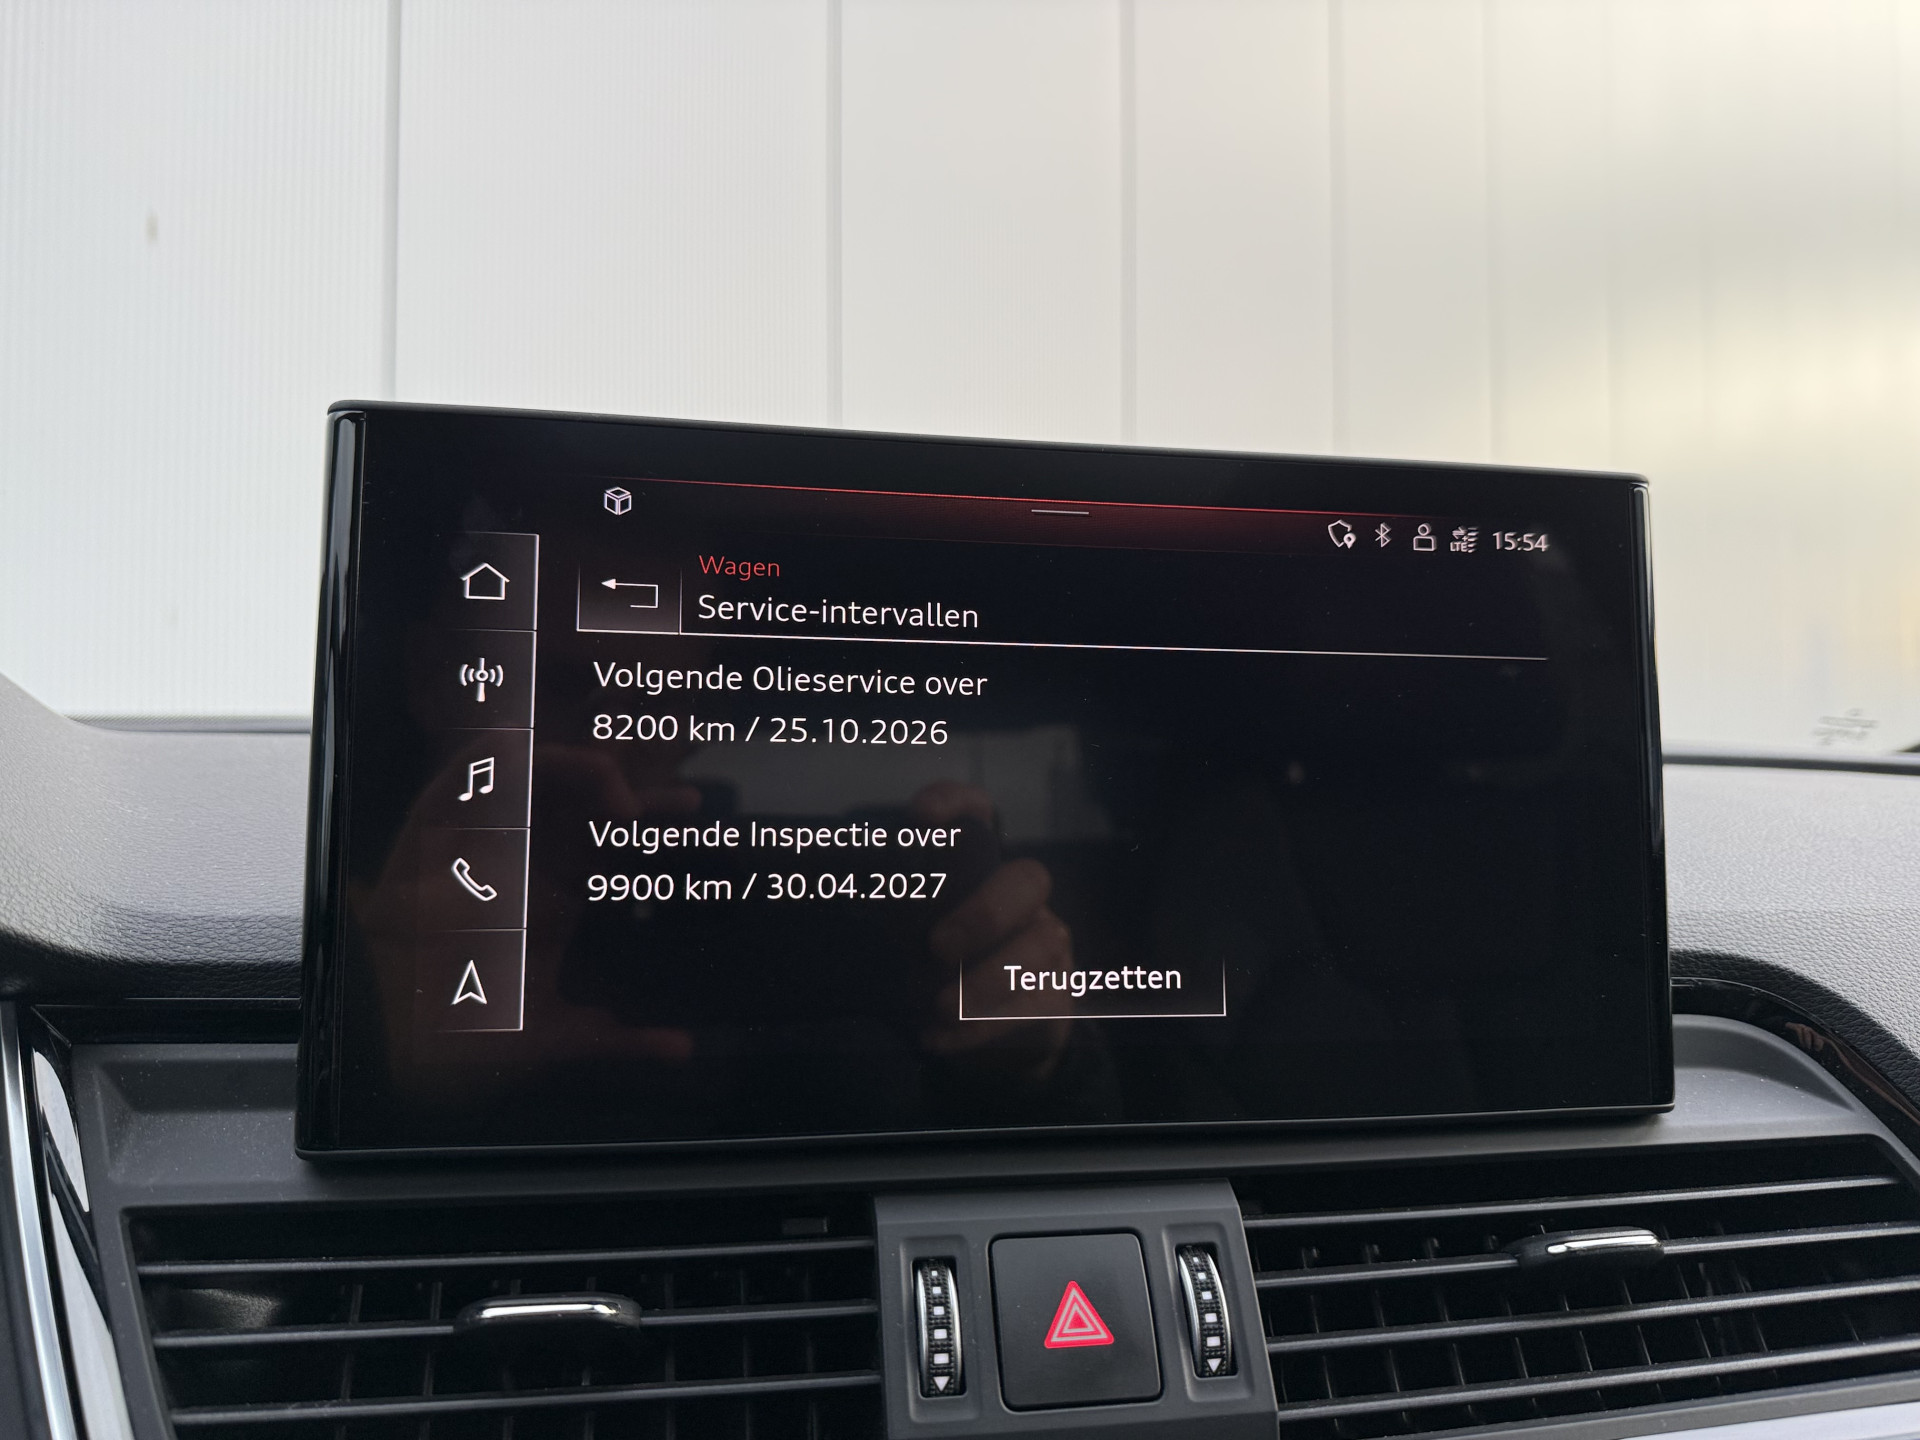 LTE 15:54
Wagen
Service-intervallen
Volgende Olieservice over
8200 km / 25.10.2026
Volgende Inspectie over
9900 km / 30.04.2027
Terugzetten